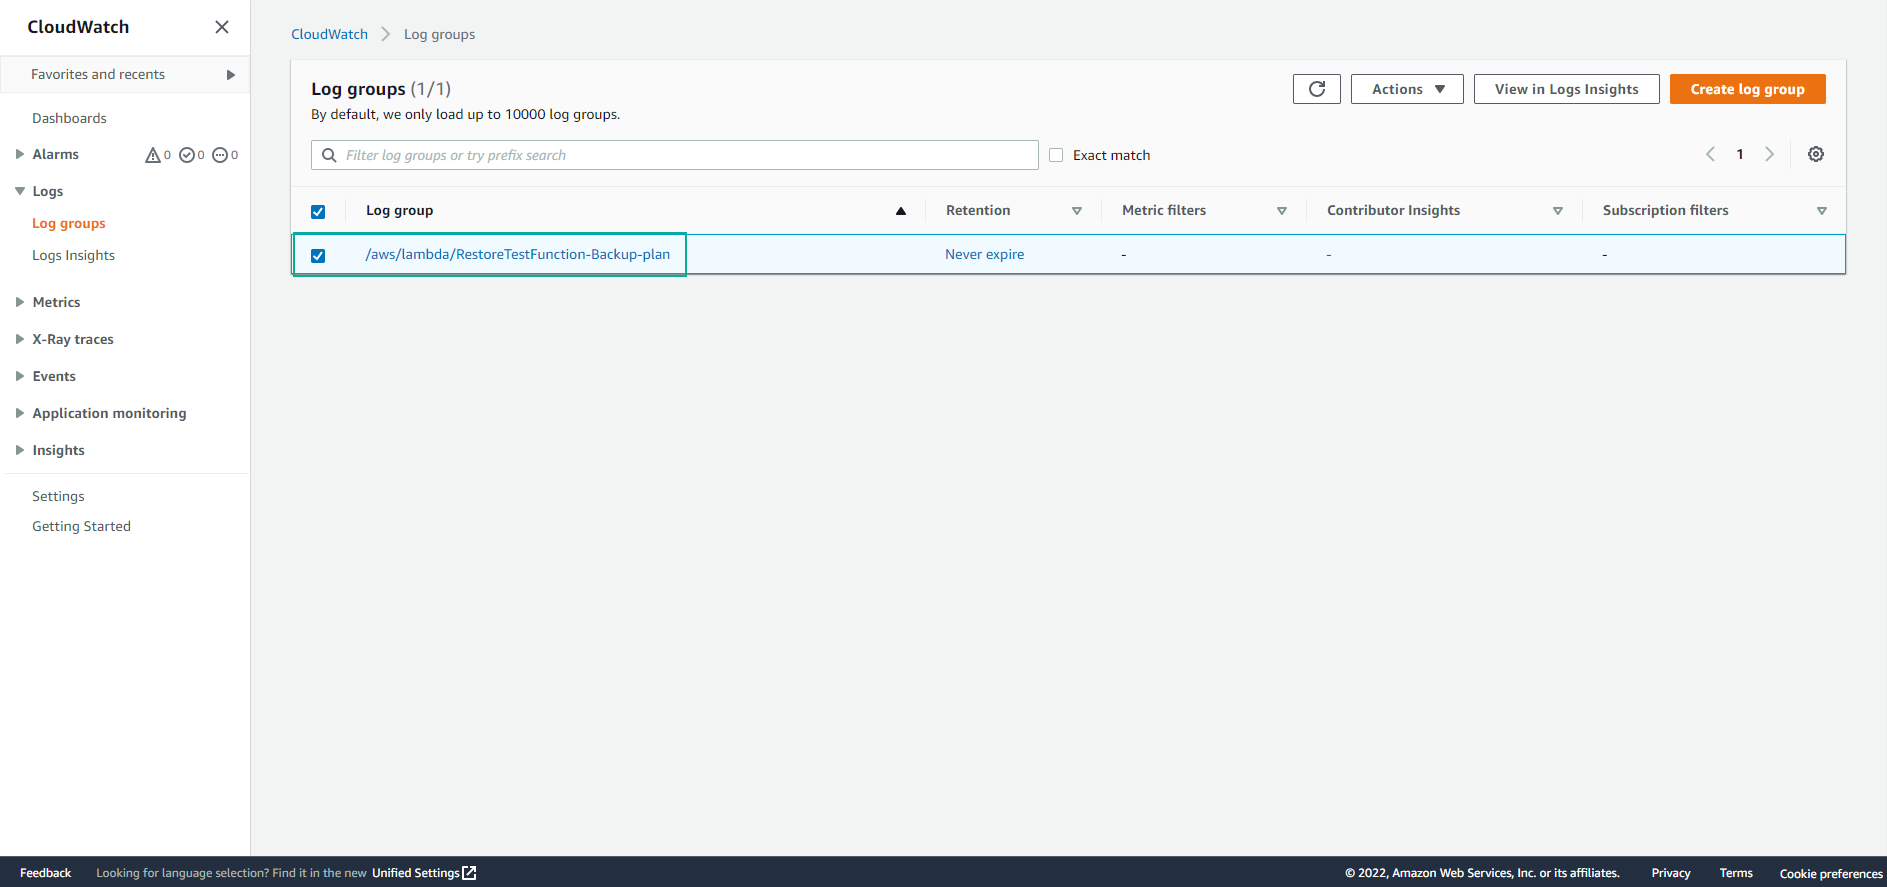 CloudWatch
Favorites and recents
Dashboards
Alarms 0 0 0
Logs
Log groups
Logs Insights
Metrics
X-Ray traces
Events
Application monitoring
Insights
Settings
Getting Started
CloudWatch Log groups
Log groups (1/1)
By default, we only load up to 10000 log groups.
Actions View in Logs Insights Create log group
Filter log groups or try prefix search Exact match 1
Log group Retention Metric filters Contributor Insights Subscription filters
/aws/lambda/RestoreTestFunction-Backup-plan Never expire - - -
Feedback Looking for language selection? Find it in the new Unified Settings © 2022, Amazon Web Services, Inc. or its affiliates. Privacy Terms Cookie preferences